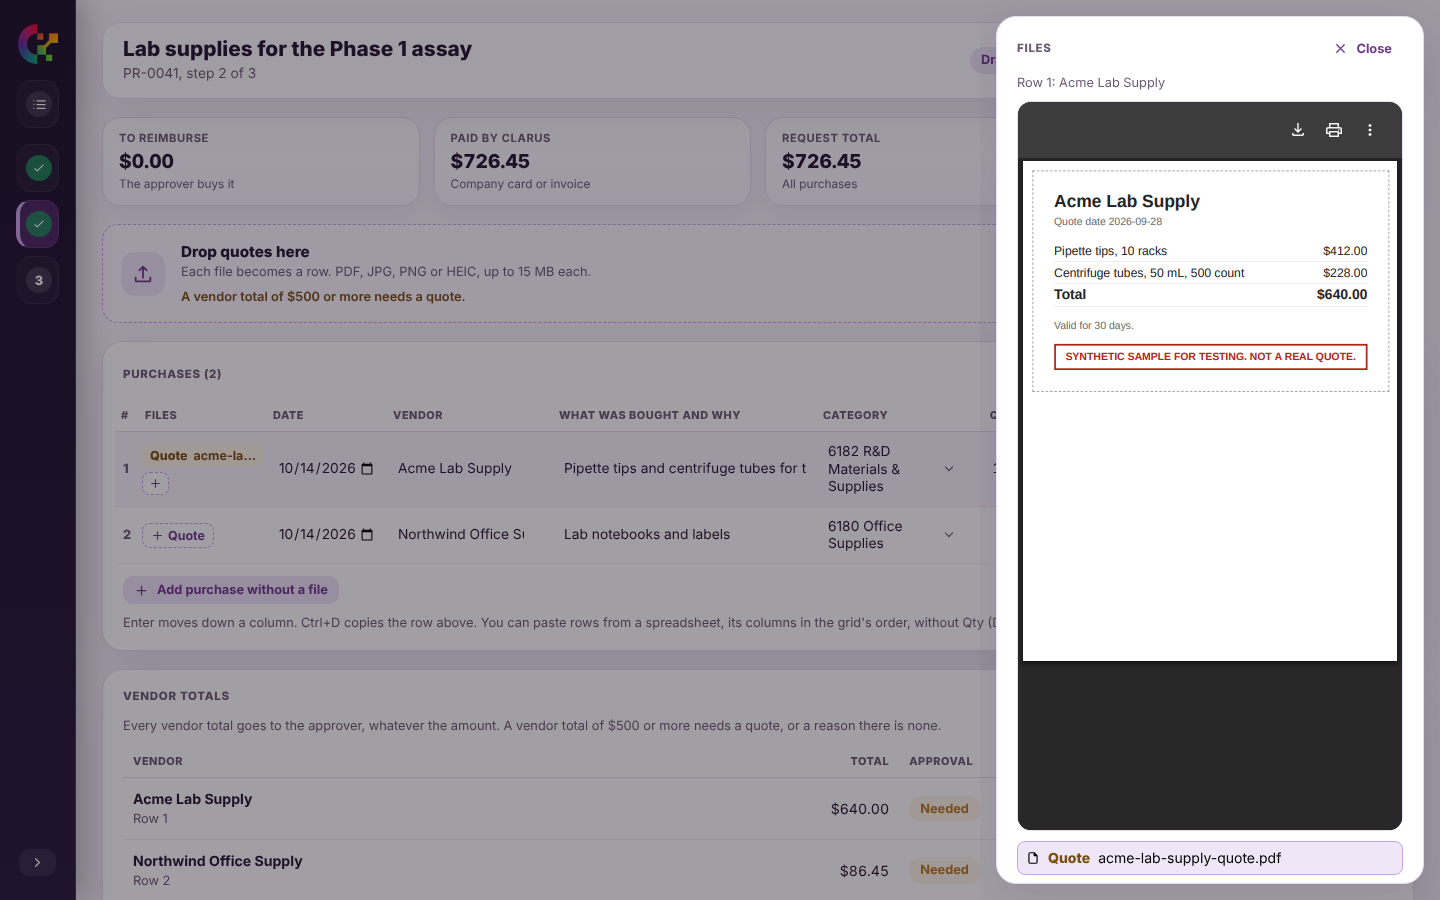 Lab supplies for the Phase 1 assay
PR-0041, step 2 of 3
TO REIMBURSE
$0.00
The approver buys it
PAID BY CLARUS
$726.45
Company card or invoice
REQUEST TOTAL
$726.45
All purchases
Drop quotes here
Each file becomes a row. PDF, JPG, PNG or HEIC, up to 15 MB each.
A vendor total of $500 or more needs a quote.
PURCHASES (2)
# FILES DATE VENDOR WHAT WAS BOUGHT AND WHY CATEGORY
1 Quote acme-la... 10/14/2026 Acme Lab Supply Pipette tips and centrifuge tubes for t 6182 R&D
Materials &
Supplies
2 + Quote 10/14/2026 Northwind Office Lab notebooks and labels 6180 Office
Supplies
+ Add purchase without a file
Enter moves down a column. Ctrl+D copies the row above. You can paste rows from a spreadsheet, its columns in the grid's order, without Qty
VENDOR TOTALS
Every vendor total goes to the approver, whatever the amount. A vendor total of $500 or more needs a quote, or a reason there is none.
VENDOR TOTAL APPROVAL
Acme Lab Supply $640.00 Needed
Row 1
Northwind Office Supply $86.45 Needed
Row 2
3
FILES
Close
Row 1: Acme Lab Supply
Acme Lab Supply
Quote date 2026-09-28
Pipette tips, 10 racks $412.00
Centrifuge tubes, 50 mL, 500 count $228.00
Total $640.00
Valid for 30 days.
SYNTHETIC SAMPLE FOR TESTING. NOT A REAL QUOTE.
Quote acme-lab-supply-quote.pdf